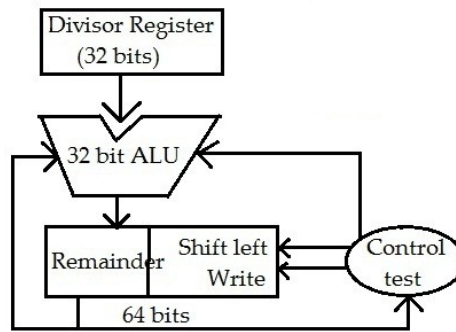 Divisor Register
(32 bits)
32 bit ALU
Remainder
Shift left
Write
Control
test
64 bits